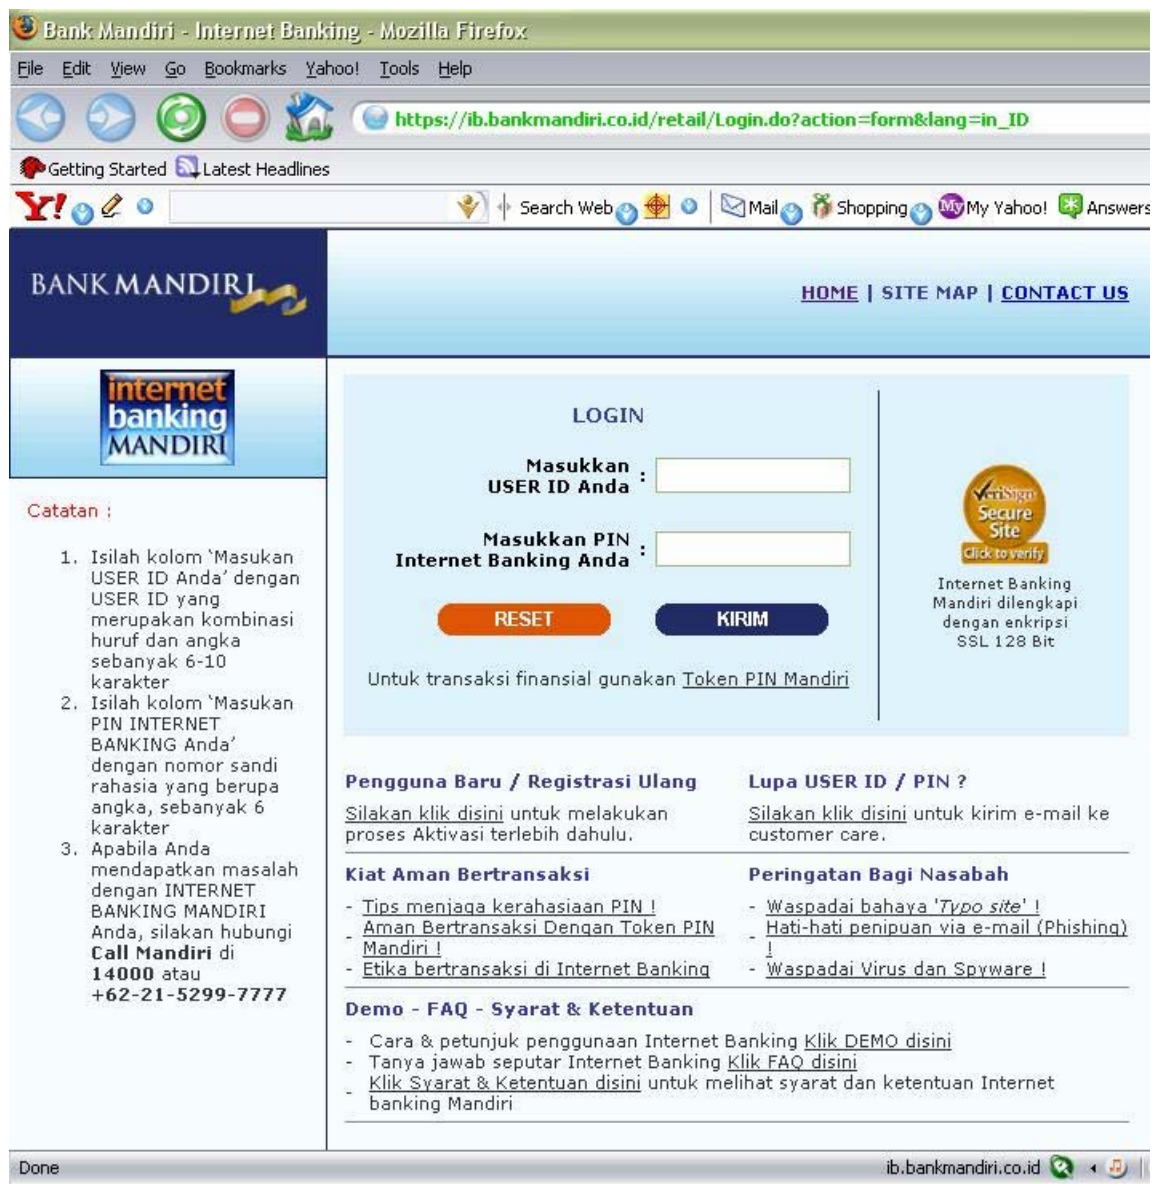 Bank Mandiri - Internet Banking - Mozilla Firefox
File Edit View Go Bookmarks Yahoo! Tools Help
https://ib.bankmandiri.co.id/retail/Login.do?action=form&lang=in_ID
Getting Started Latest Headlines
Y! Search Web Mail Shopping My My Yahoo! Answers
BANK MANDIRI
HOME | SITE MAP | CONTACT US
internet
banking
MANDIRI
Catatan :
1. Isilah kolom ‘Masukan
USER ID Anda’ dengan
USER ID yang
merupakan kombinasi
huruf dan angka
sebanyak 6-10
karakter
2. Isilah kolom ‘Masukan
PIN INTERNET
BANKING Anda’
dengan nomor sandi
rahasia yang berupa
angka, sebanyak 6
karakter
3. Apabila Anda
mendapatkan masalah
dengan INTERNET
BANKING MANDIRI
Anda, silakan hubungi
Call Mandiri di
14000 atau
+62-21-5299-7777
LOGIN
Masukkan
USER ID Anda :
Masukkan PIN
Internet Banking Anda :
RESET KIRIM
Untuk transaksi finansial gunakan Token PIN Mandiri
VeriSign
Secure
Site
Click to verify
Internet Banking
Mandiri dilengkapi
dengan enkripsi
SSL 128 Bit
Pengguna Baru / Registrasi Ulang
Silakan klik disini untuk melakukan
proses Aktivasi terlebih dahulu.
Lupa USER ID / PIN ?
Silakan klik disini untuk kirim e-mail ke
customer care.
Kiat Aman Bertransaksi
- Tips menjaga kerahasiaan PIN !
- Aman Bertransaksi Dengan Token PIN
Mandiri !
- Etika bertransaksi di Internet Banking
Peringatan Bagi Nasabah
- Waspadai bahaya 'Typo site' !
- Hati-hati penipuan via e-mail (Phishing)
!
- Waspadai Virus dan Spyware !
Demo - FAQ - Syarat & Ketentuan
- Cara & petunjuk penggunaan Internet Banking Klik DEMO disini
- Tanya jawab seputar Internet Banking Klik FAQ disini
- Klik Syarat & Ketentuan disini untuk melihat syarat dan ketentuan Internet
banking Mandiri
Done ib.bankmandiri.co.id